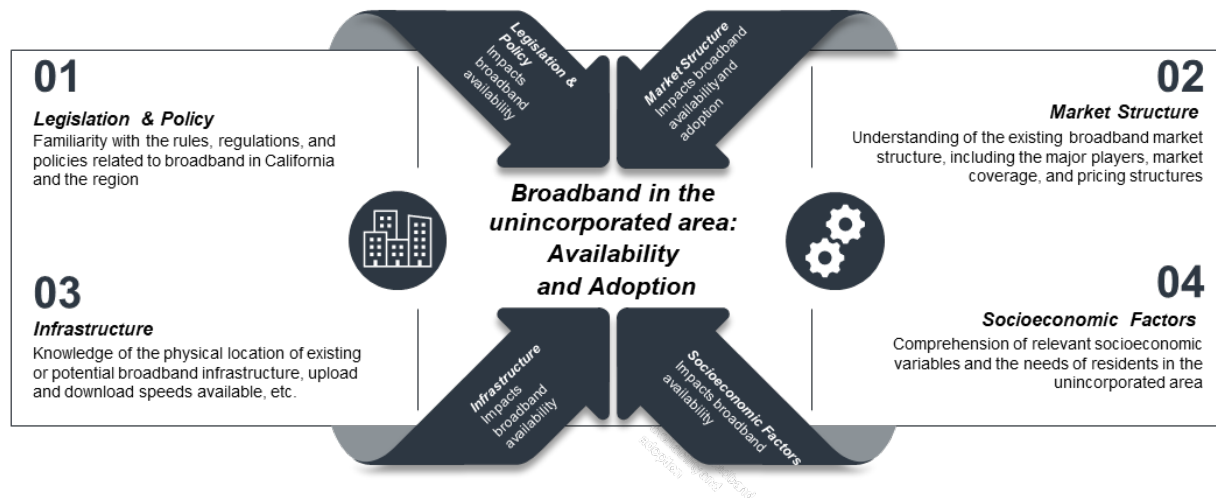 01
Legislation & Policy
Familiarity with the rules, regulations, and
policies related to broadband in California
and the region
Legislation &
Policy
Impacts
broadband
availability
Market Structure
Impacts broadband
availability and
adoption
02
Market Structure
Understanding of the existing broadband market
structure, including the major players, market
coverage, and pricing structures
Broadband in the
unincorporated area:
Availability
and Adoption
03
Infrastructure
Knowledge of the physical location of existing
or potential broadband infrastructure, upload
and download speeds available, etc.
Infrastructure
Impacts
broadband
availability
Socioeconomic Factors
Impacts broadband
availability
adoption
04
Socioeconomic Factors
Comprehension of relevant socioeconomic
variables and the needs of residents in the
unincorporated area